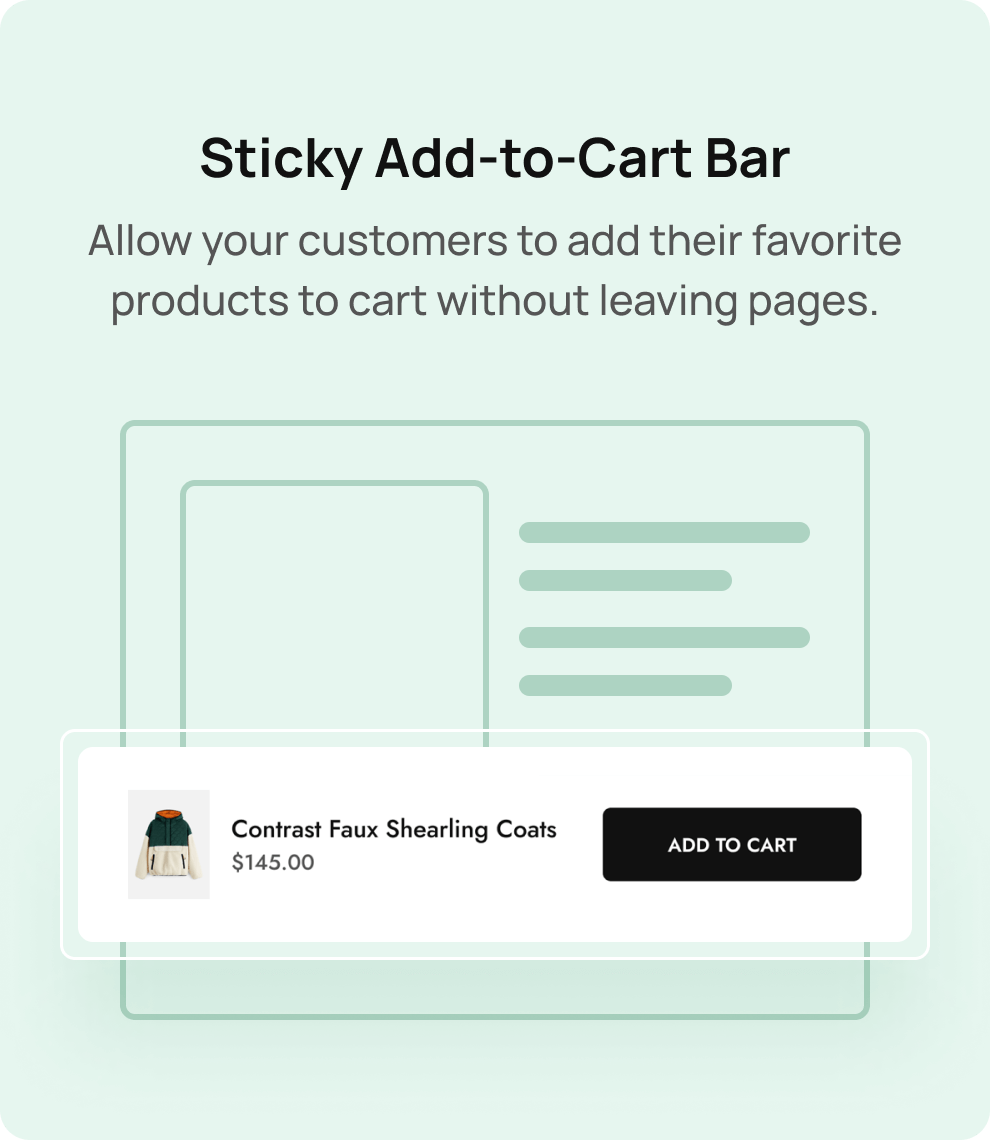 Sticky Add-to-Cart Bar
Allow your customers to add their favorite
products to cart without leaving pages.
Contrast Faux Shearling Coats
$145.00
ADD TO CART